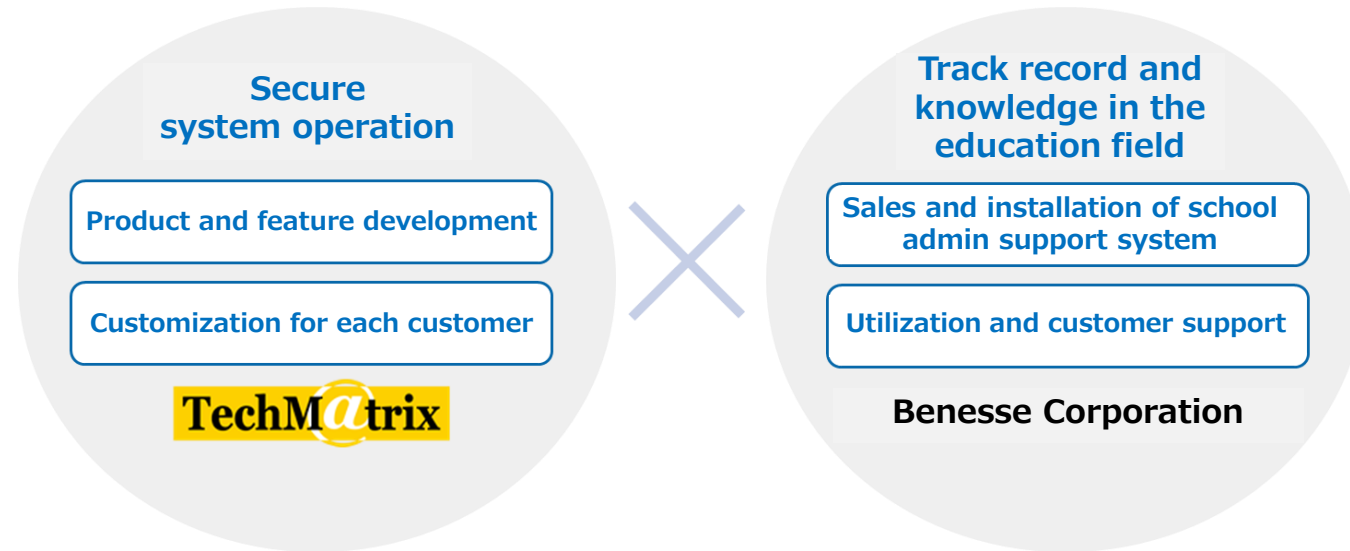 Secure
system operation
Product and feature development
Customization for each customer
TechM@trix
Track record and
knowledge in the
education field
Sales and installation of school
admin support system
Utilization and customer support
Benesse Corporation